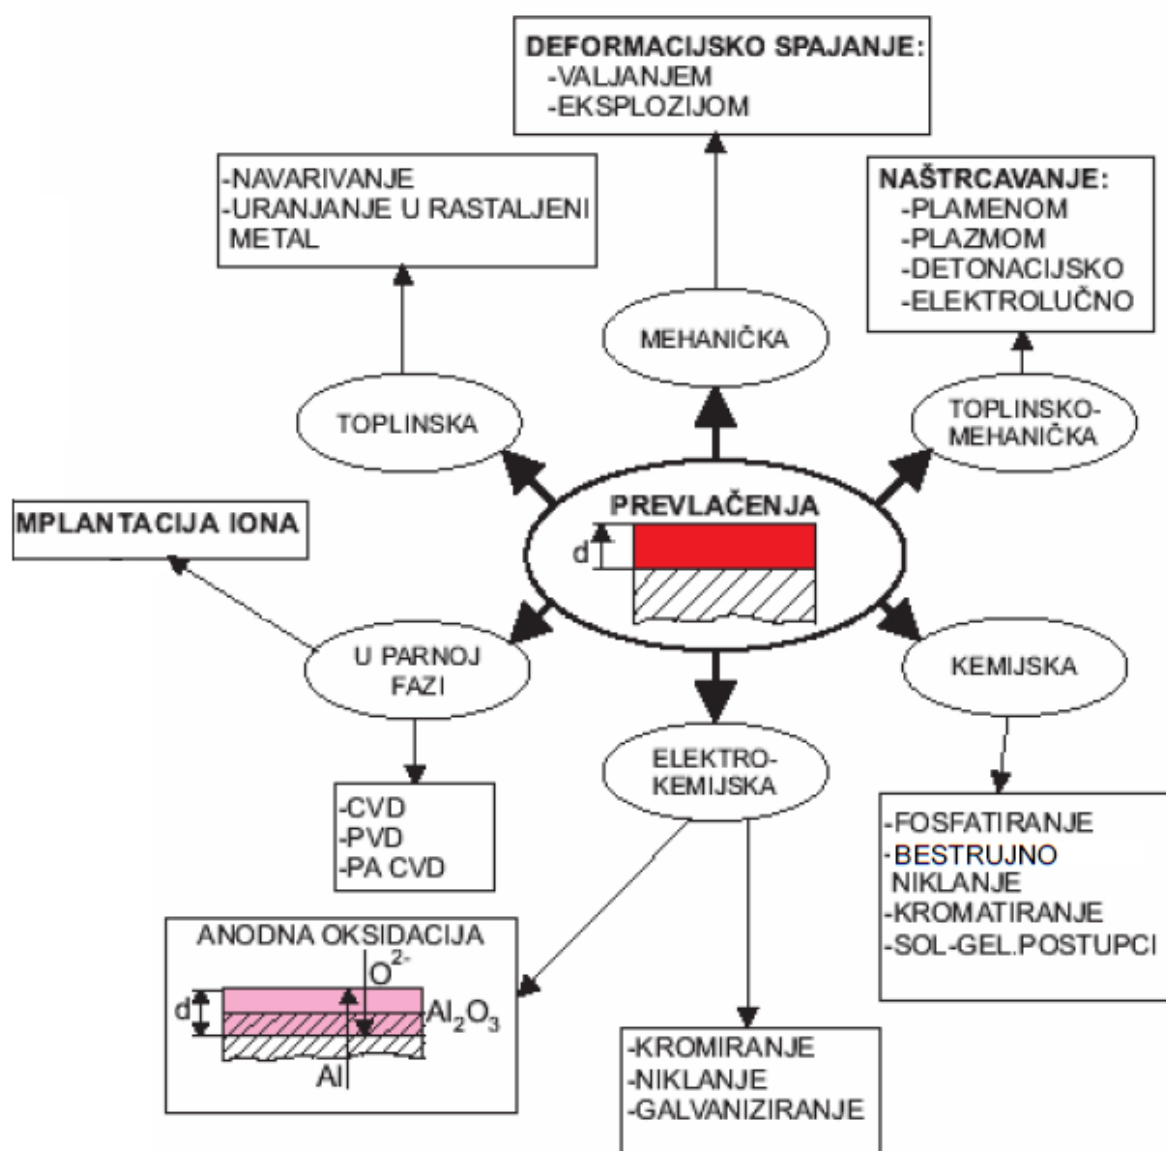 DEFORMACIJSKO SPAJANJE:
-VALJANJEM
-EKSPLOZIJOM
-NAVARIVANJE
-URANJANJE U RASTALJENI
METAL
NAŠTRCAVANJE:
-PLAMENOM
-PLAZMOM
-DETONACIJSKO
-ELEKTROLUČNO
MEHANIČKA
TOPLINSKA
TOPLINSKO-
MEHANIČKA
PREVLAČENJA
d
MPLANTACIJA IONA
U PARNOJ
FAZI
KEMIJSKA
ELEKTRO-
KEMIJSKA
-CVD
-PVD
-PA CVD
-FOSFATIRANJE
-BESTRUJNO
NIKLANJE
-KROMATIRANJE
-SOL-GEL.POSTUPCI
ANODNA OKSIDACIJA
O²⁻
d
Al₂O₃
Al
-KROMIRANJE
-NIKLANJE
-GALVANIZIRANJE